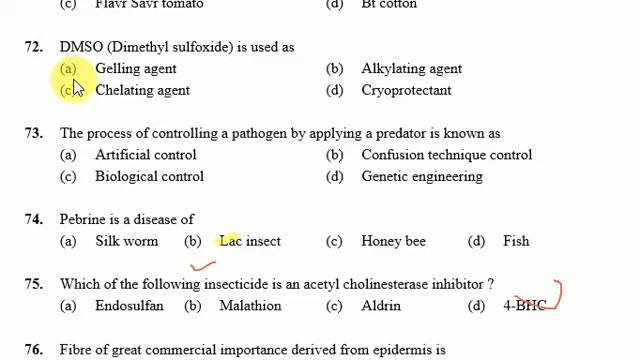 (c) Flavr Savr tomato (d) Bt cotton
72. DMSO (Dimethyl sulfoxide) is used as
(a) Gelling agent (b) Alkylating agent
(c) Chelating agent (d) Cryoprotectant
73. The process of controlling a pathogen by applying a predator is known as
(a) Artificial control (b) Confusion technique control
(c) Biological control (d) Genetic engineering
74. Pebrine is a disease of
(a) Silk worm (b) Lac insect (c) Honey bee (d) Fish
75. Which of the following insecticide is an acetyl cholinesterase inhibitor ?
(a) Endosulfan (b) Malathion (c) Aldrin (d) 4-BHC
76. Fibre of great commercial importance derived from epidermis is